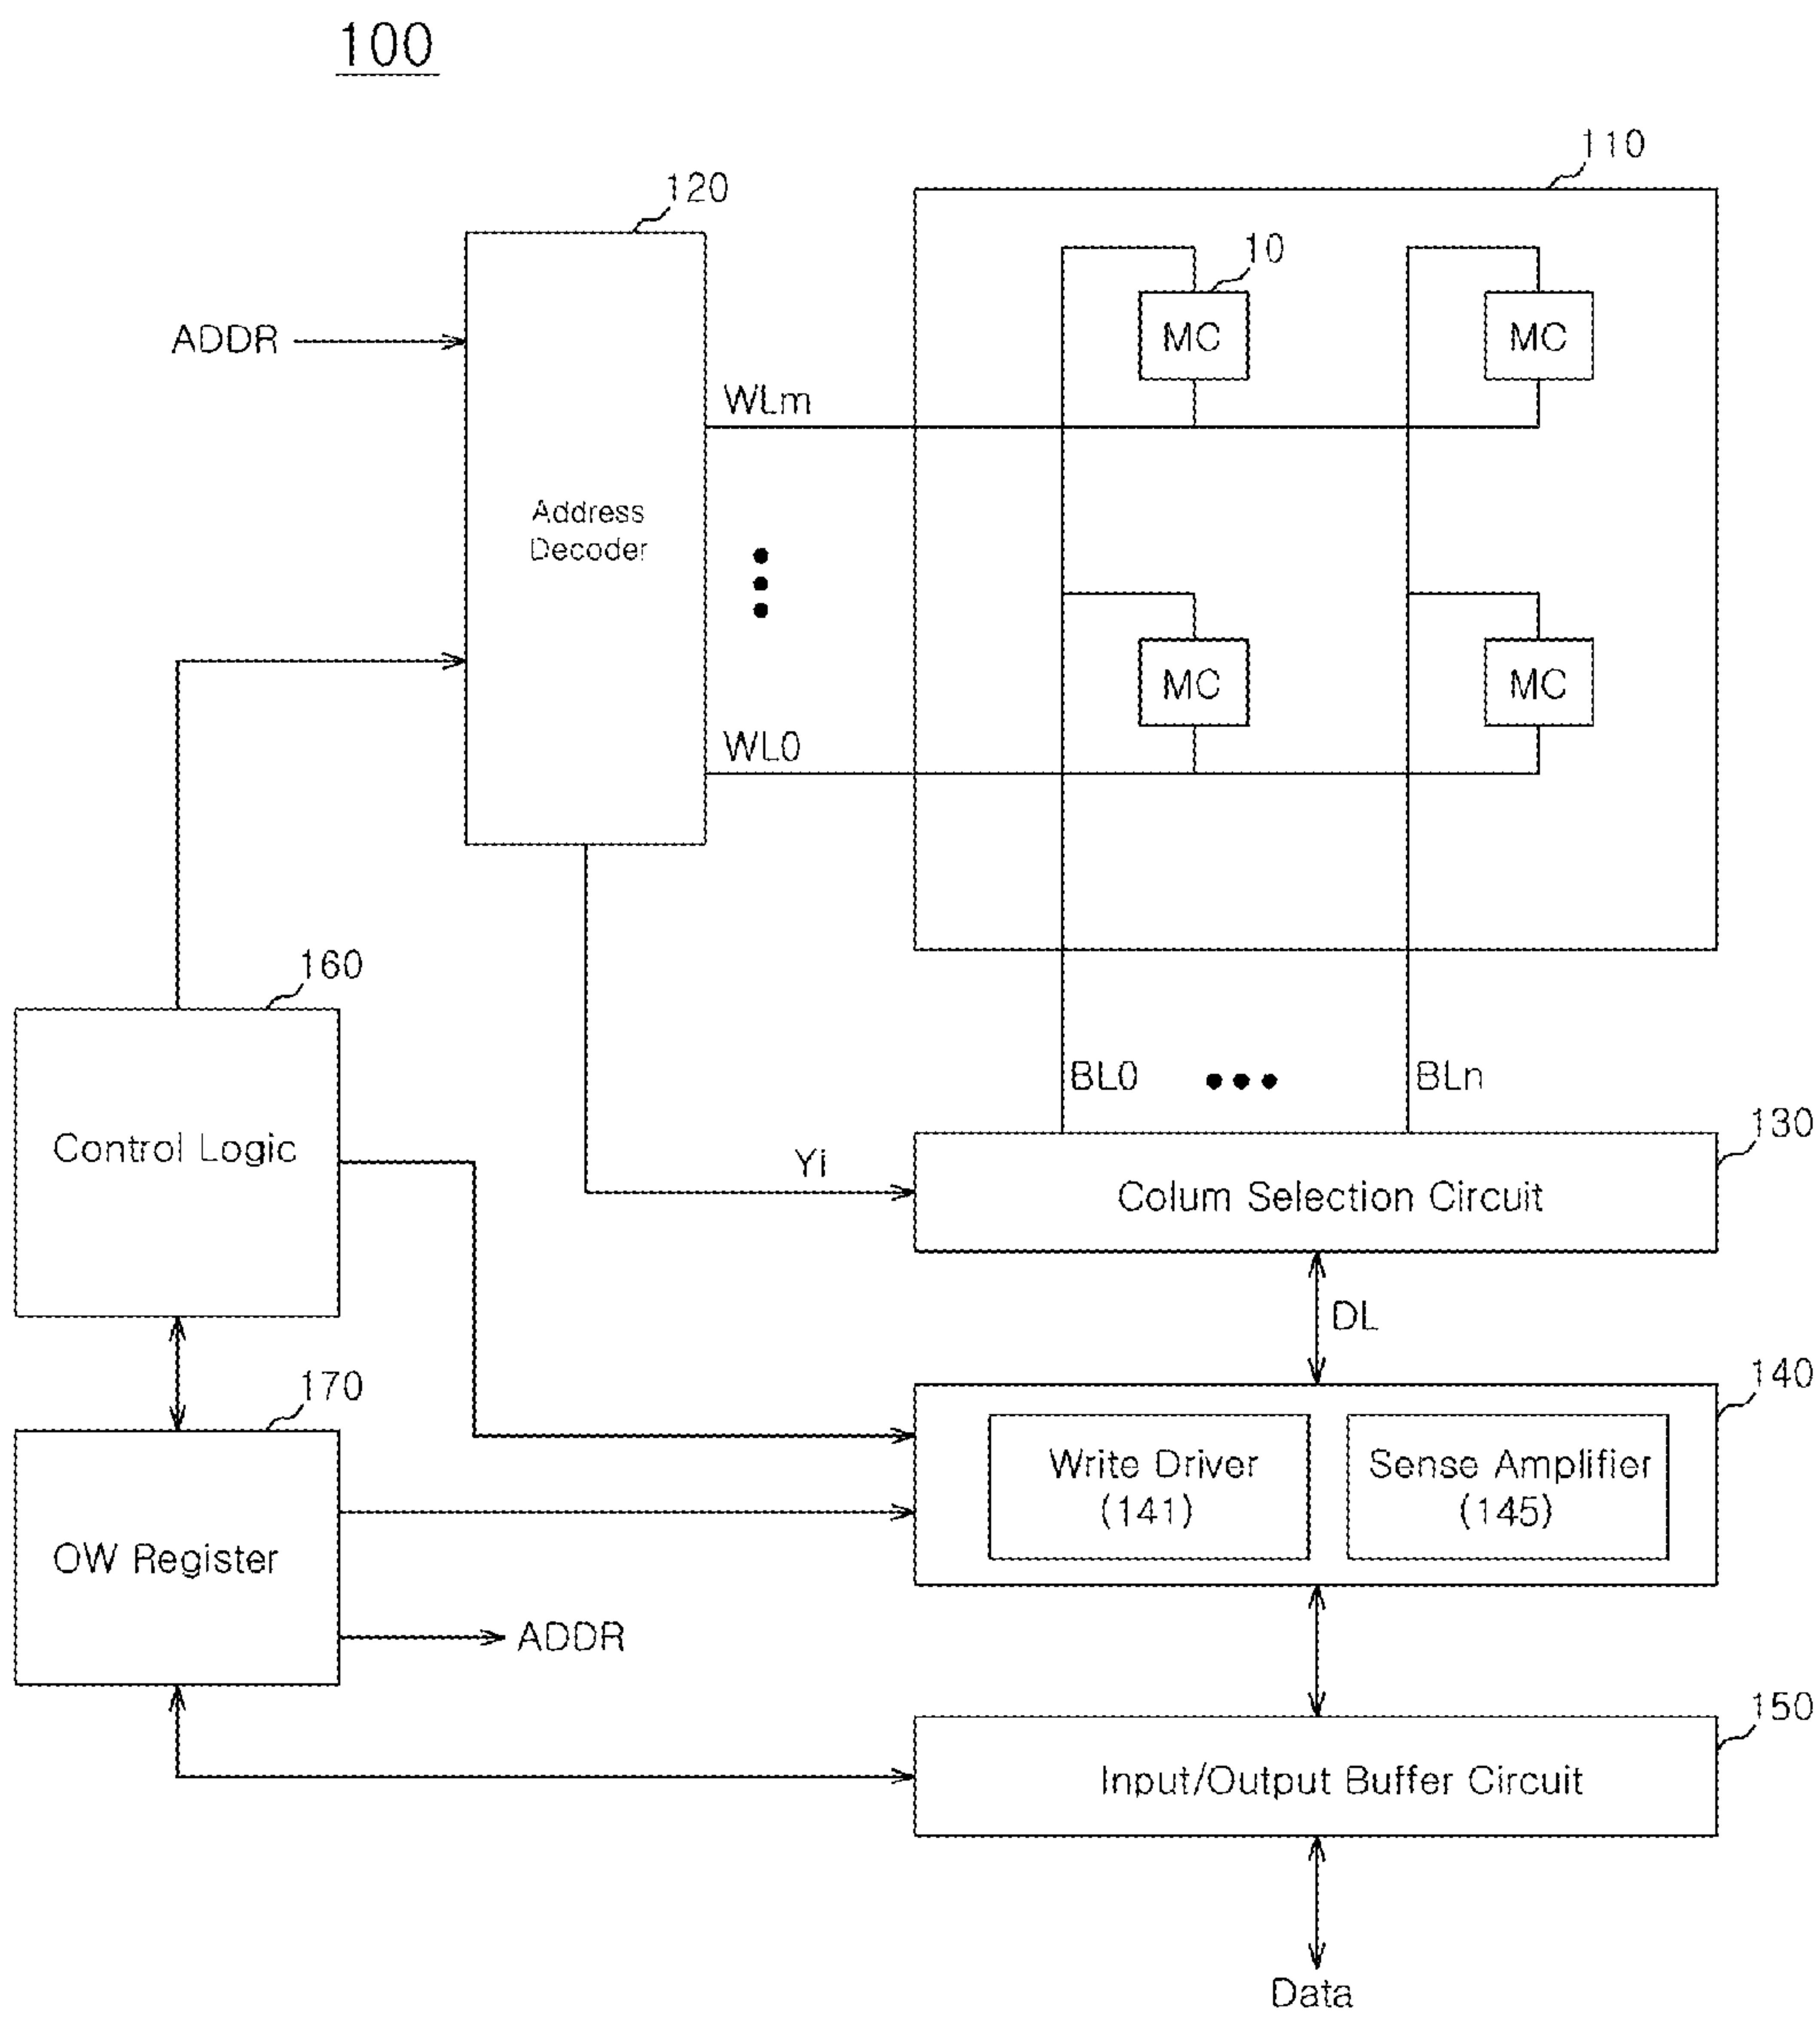 100
110
120
10
MC
MC
ADDR
WLm
Address
Decoder
MC
MC
WL0
160
BL0
BLn
130
Control Logic
Yi
Colum Selection Circuit
DL
170
140
Write Driver
(141)
Sense Amplifier
(145)
OW Register
ADDR
150
Input/Output Buffer Circuit
Data